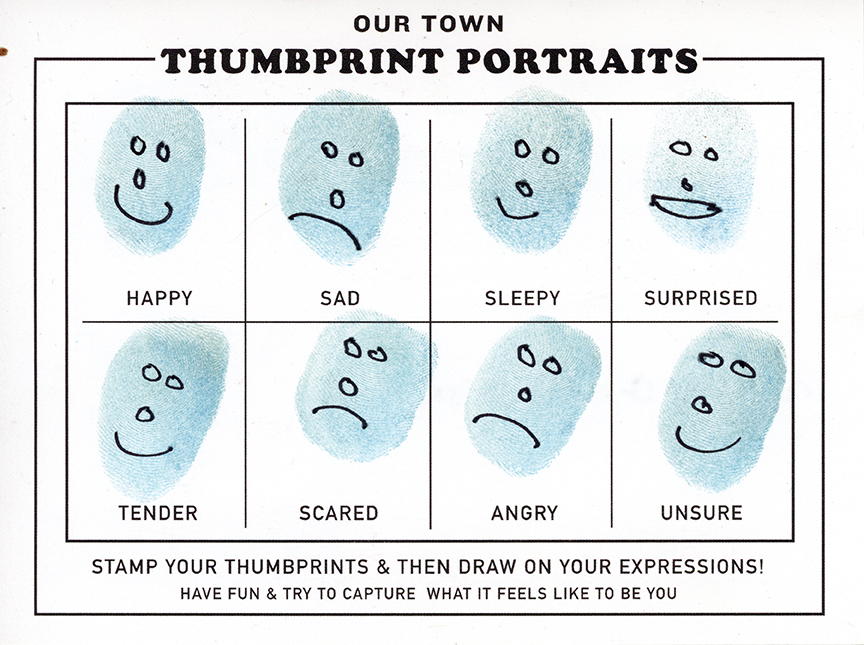 OUR TOWN
THUMBPRINT PORTRAITS
HAPPY SAD SLEEPY SURPRISED
TENDER SCARED ANGRY UNSURE
STAMP YOUR THUMBPRINTS & THEN DRAW ON YOUR EXPRESSIONS!
HAVE FUN & TRY TO CAPTURE WHAT IT FEELS LIKE TO BE YOU